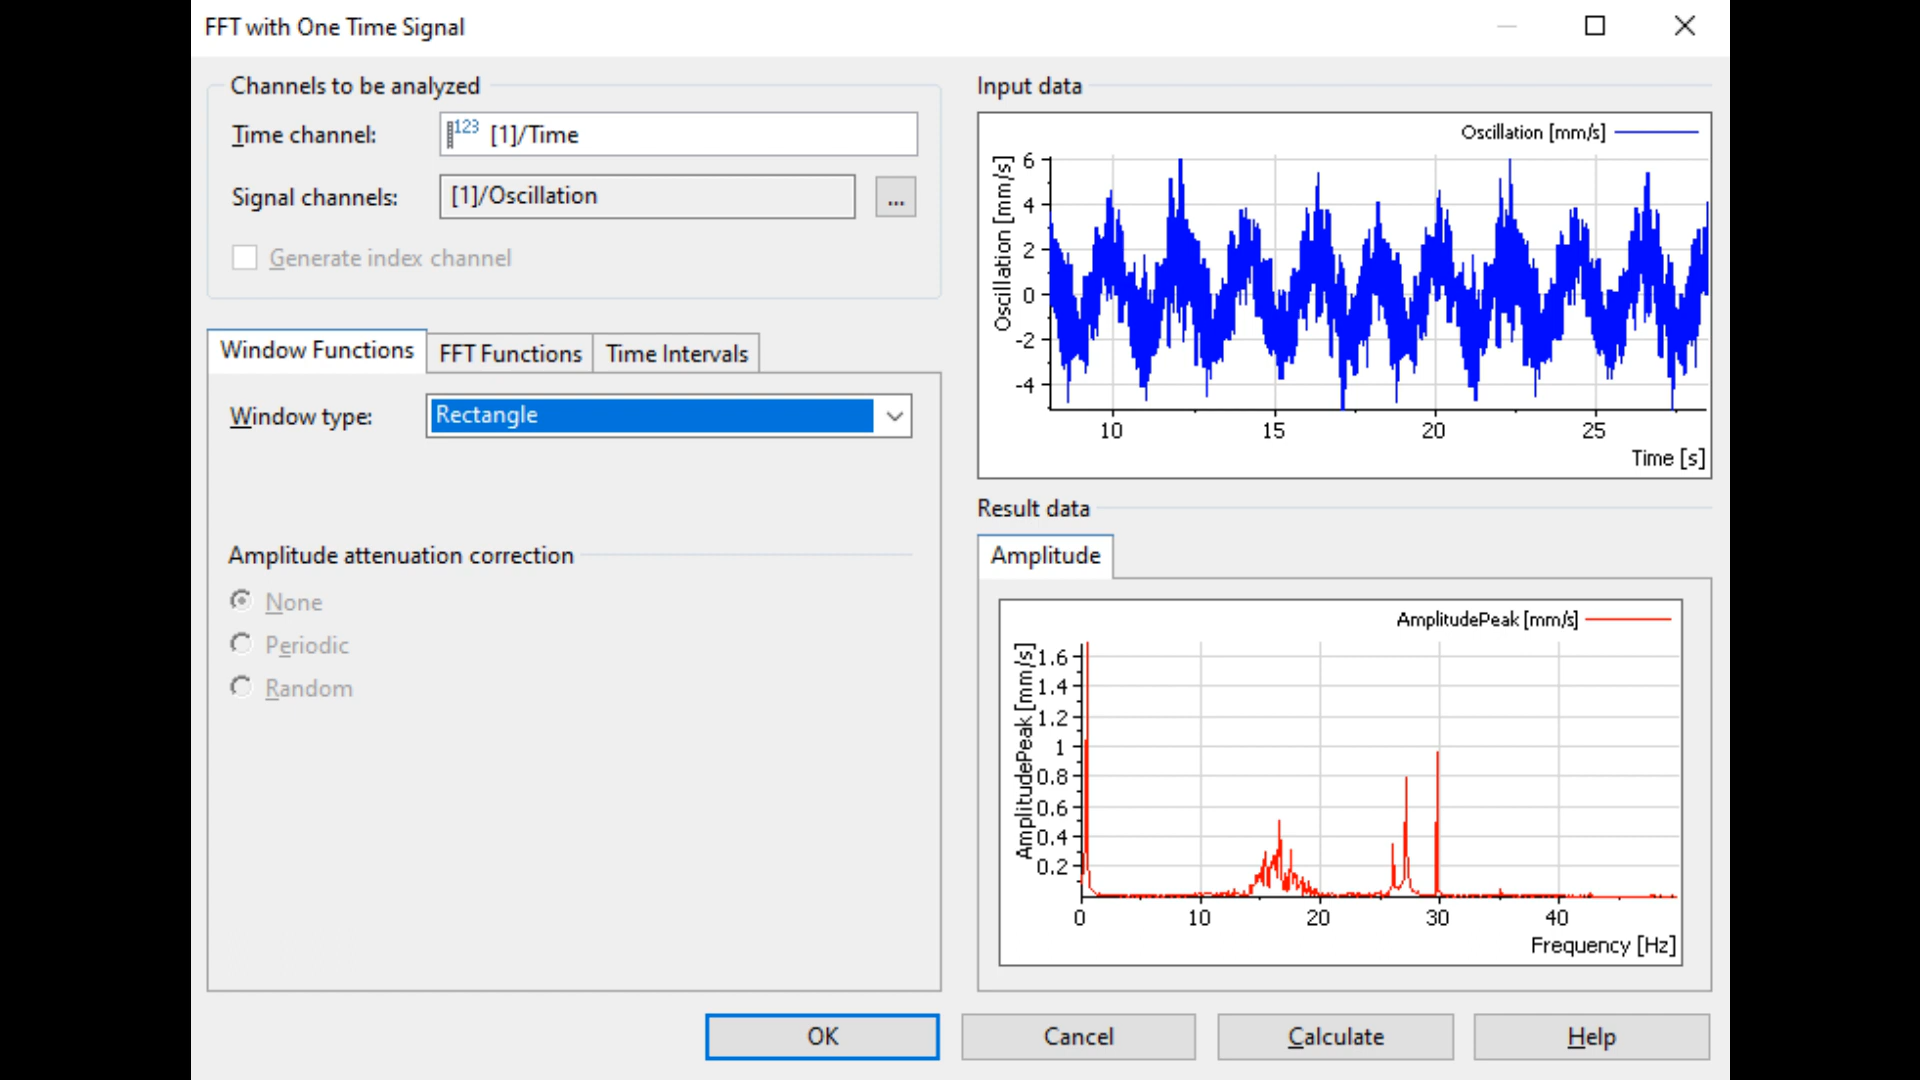 FFT with One Time Signal
Channels to be analyzed
Time channel:
123 [1]/Time
Signal channels:
[1]/Oscillation
...
Generate index channel
Window Functions
FFT Functions
Time Intervals
Window type:
Rectangle
Amplitude attenuation correction
None
Periodic
Random
Input data
Oscillation [mm/s]
Oscillation [mm/s]
6
4
2
0
-2
-4
10
15
20
25
Time [s]
Result data
Amplitude
AmplitudePeak [mm/s]
AmplitudePeak [mm/s]
1.6
1.4
1.2
1
0.8
0.6
0.4
0.2
0
10
20
30
40
Frequency [Hz]
OK
Cancel
Calculate
Help